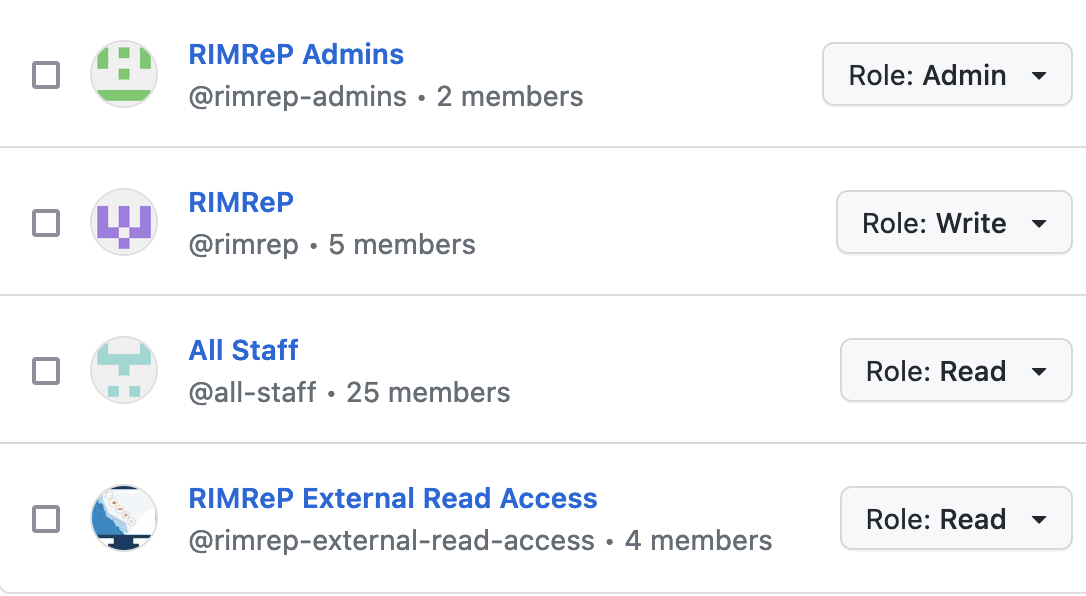 RIMReP Admins
@rimrep-admins • 2 members
Role: Admin
RIMReP
@rimrep • 5 members
Role: Write
All Staff
@all-staff • 25 members
Role: Read
RIMReP External Read Access
@rimrep-external-read-access • 4 members
Role: Read